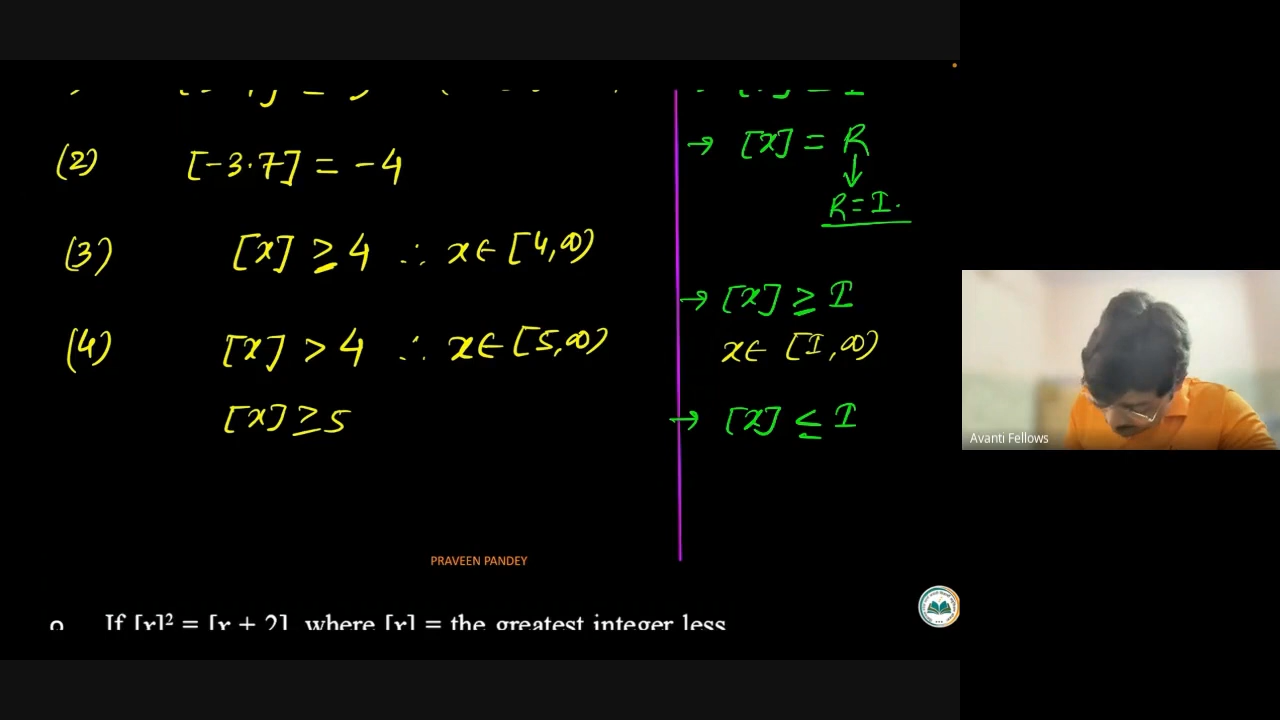 (2) [-3.7] = -4
(3) [x] ≥ 4 ∴ x∈ [4,∞)
(4) [x] > 4 ∴ x∈ [5,∞)
[x] ≥ 5
→ [x] = R
↓
R = I.
→ [x] ≥ I
x∈ [I,∞)
→ [x] ≤ I
PRAVEEN PANDEY
If [x]² = [x + 2], where [x] = the greatest integer less
Avanti Fellows